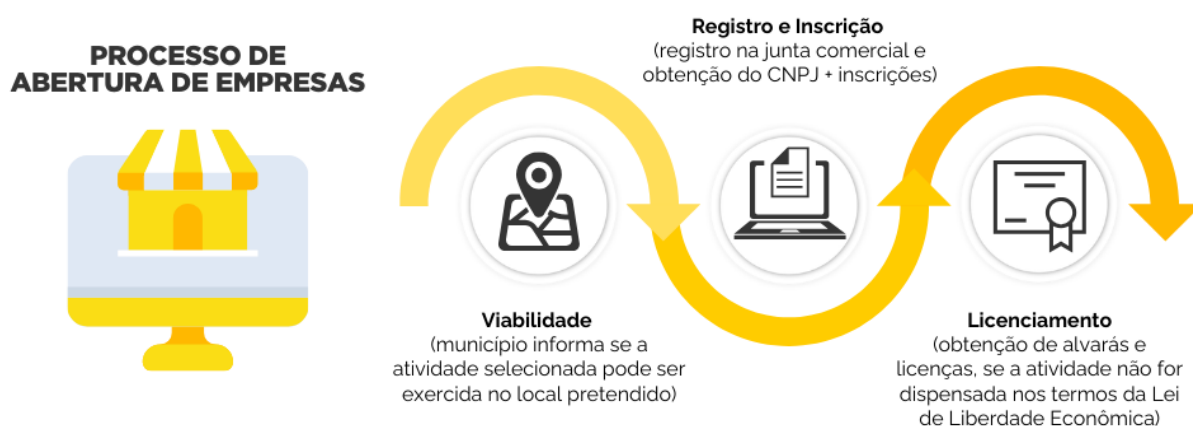 PROCESSO DE
ABERTURA DE EMPRESAS
Viabilidade
(município informa se a
atividade selecionada pode ser
exercida no local pretendido)
Registro e Inscrição
(registro na junta comercial e
obtenção do CNPJ + inscrições)
Licenciamento
(obtenção de alvarás e
licenças, se a atividade não for
dispensada nos termos da Lei
de Liberdade Econômica)